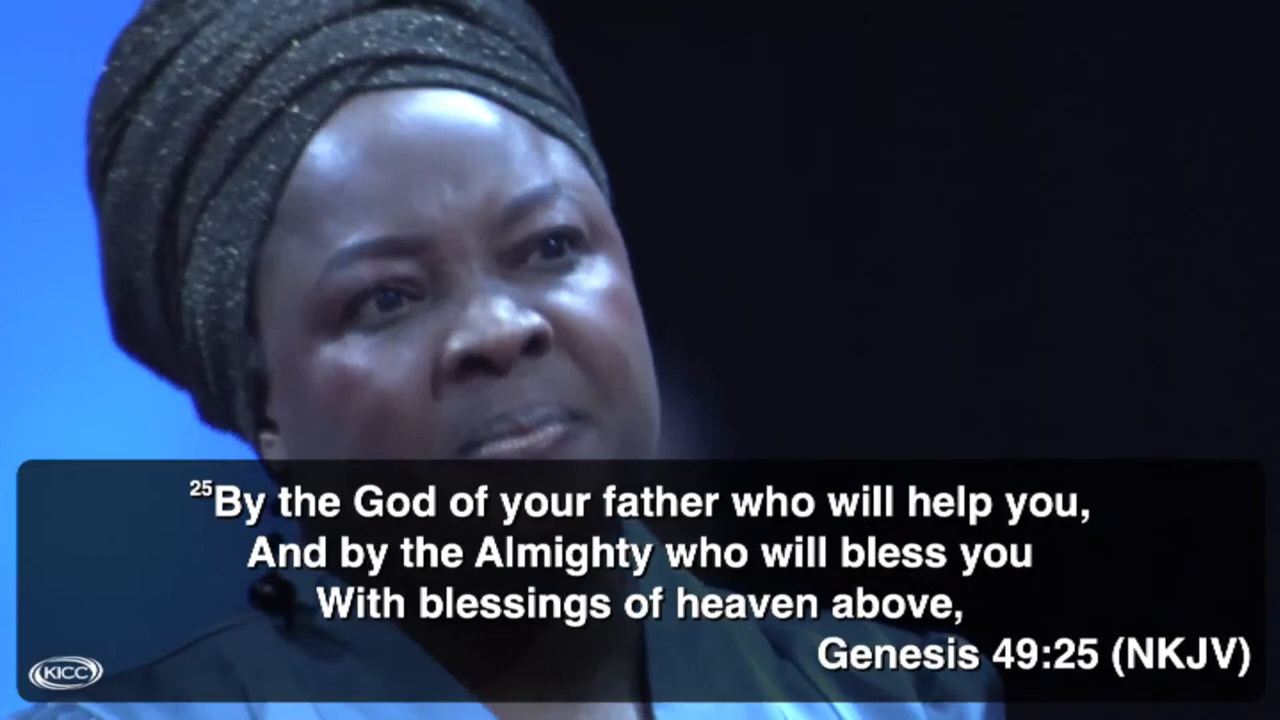 25By the God of your father who will help you,
And by the Almighty who will bless you
With blessings of heaven above,
Genesis 49:25 (NKJV)
KICC